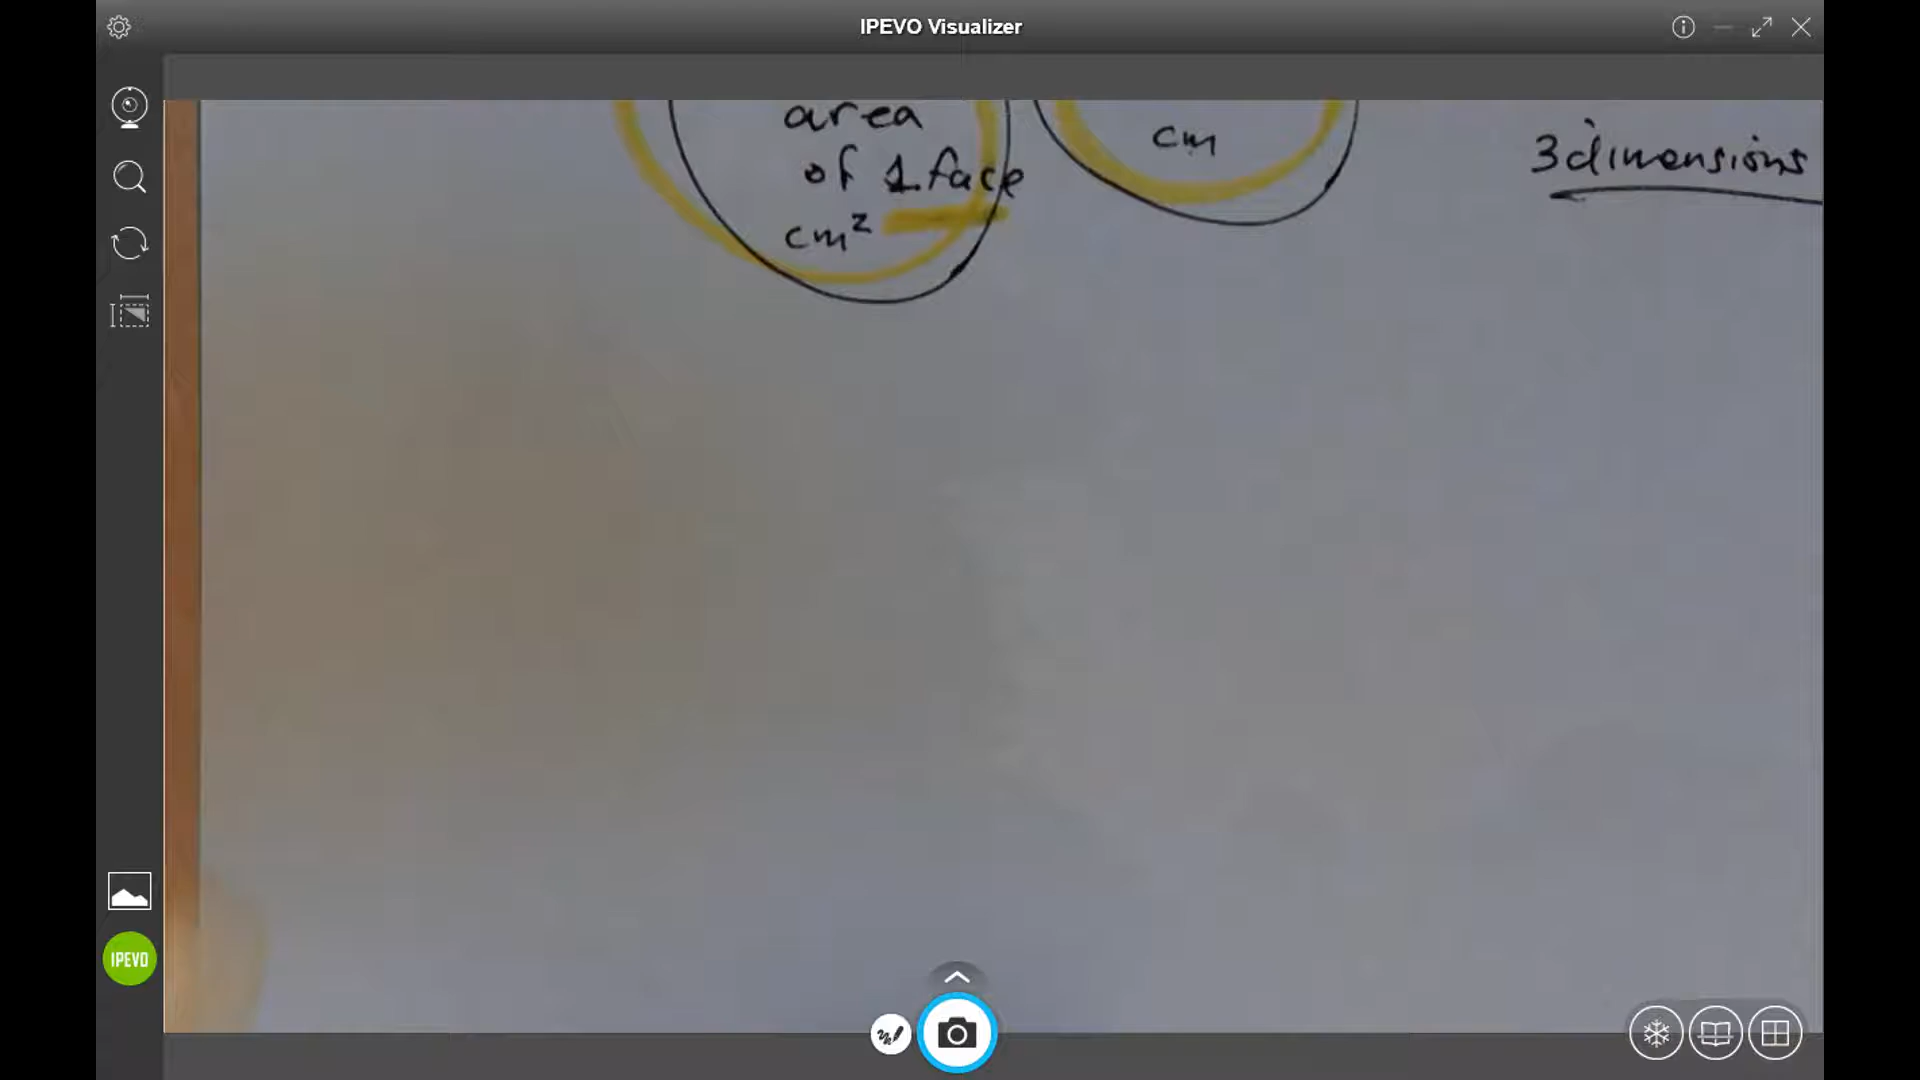 IPEVO Visualizer
area
of 1 face
cm²
cm
3 dimensions
IPEVO